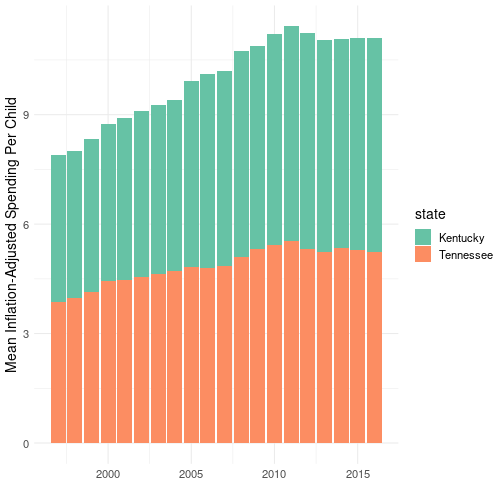 Mean Inflation-Adjusted Spending Per Child
9
6
3
0
2000 2005 2010 2015
state
Kentucky
Tennessee